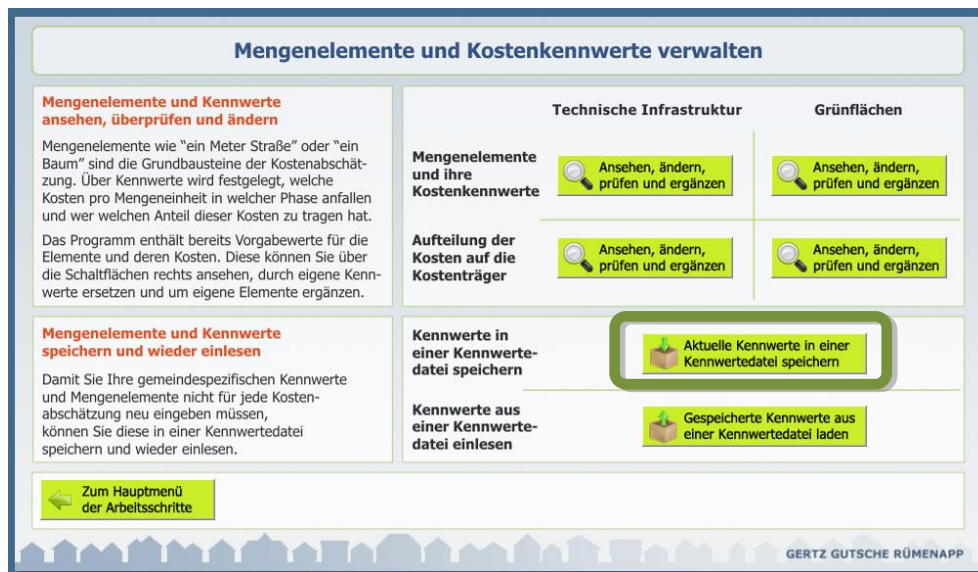 Mengenelemente und Kostenkennwerte verwalten
Mengenelemente und Kennwerte
ansehen, überprüfen und ändern
Mengenelemente wie "ein Meter Straße" oder "ein
Baum" sind die Grundbausteine der Kostenabschät-
zung. Über Kennwerte wird festgelegt, welche
Kosten pro Mengeneinheit in welcher Phase anfallen
und wer welchen Anteil dieser Kosten zu tragen hat.
Das Programm enthält bereits Vorgabewerte für die
Elemente und deren Kosten. Diese können Sie über
die Schaltflächen rechts ansehen, durch eigene Kenn-
werte ersetzen und um eigene Elemente ergänzen.
Technische Infrastruktur
Grünflächen
Mengenelemente
und ihre
Kostenkennwerte
Ansehen, ändern,
prüfen und ergänzen
Ansehen, ändern,
prüfen und ergänzen
Aufteilung der
Kosten auf die
Kostenträger
Ansehen, ändern,
prüfen und ergänzen
Ansehen, ändern,
prüfen und ergänzen
Mengenelemente und Kennwerte
speichern und wieder einlesen
Damit Sie Ihre gemeindespezifischen Kennwerte
und Mengenelemente nicht für jede Kosten-
abschätzung neu eingeben müssen,
können Sie diese in einer Kennwertedatei
speichern und wieder einlesen.
Kennwerte in
einer Kennwerte-
datei speichern
Aktuelle Kennwerte in einer
Kennwertedatei speichern
Kennwerte aus
einer Kennwerte-
datei einlesen
Gespeicherte Kennwerte aus
einer Kennwertedatei laden
Zum Hauptmenü
der Arbeitsschritte
GERTZ GUTSCHE RÜMENAPP